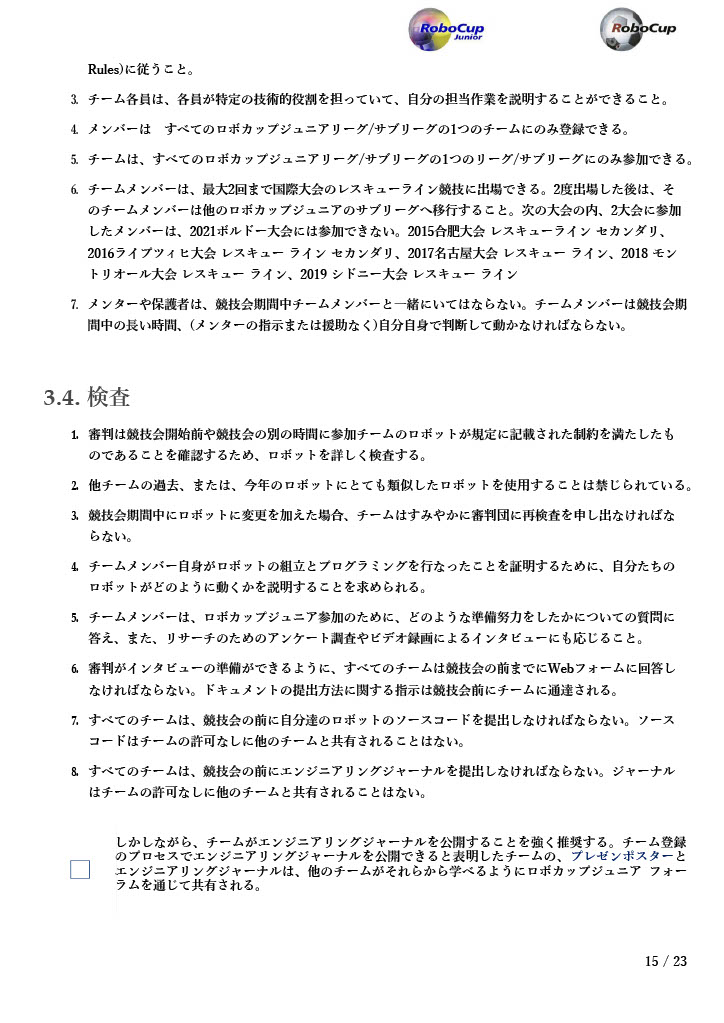 RoboCup
Junior
RoboCup
Rules)に従うこと。
3. チーム各員は、各員が特定の技術的役割を担っていて、自分の担当作業を説明することができること。
4. メンバーは　すべてのロボカップジュニアリーグ/サブリーグの1つのチームにのみ登録できる。
5. チームは、すべてのロボカップジュニアリーグ/サブリーグの1つのリーグ/サブリーグにのみ参加できる。
6. チームメンバーは、最大2回まで国際大会のレスキューライン競技に出場できる。2度出場した後は、そ
のチームメンバーは他のロボカップジュニアのサブリーグへ移行すること。次の大会の内、2大会に参加
したメンバーは、2021ボルドー大会には参加できない。2015合肥大会 レスキューライン セカンダリ、
2016ライプツィヒ大会 レスキュー ライン セカンダリ、2017名古屋大会 レスキュー ライン、2018 モン
トリオール大会 レスキュー ライン、2019 シドニー大会 レスキュー ライン
7. メンターや保護者は、競技会期間中チームメンバーと一緒にいてはならない。チームメンバーは競技会期
間中の長い時間、(メンターの指示または援助なく)自分自身で判断して動かなければならない。
3.4. 検査
1. 審判は競技会開始前や競技会の別の時間に参加チームのロボットが規定に記載された制約を満たしたも
のであることを確認するため、ロボットを詳しく検査する。
2. 他チームの過去、または、今年のロボットにとても類似したロボットを使用することは禁じられている。
3. 競技会期間中にロボットに変更を加えた場合、チームはすみやかに審判団に再検査を申し出なければな
らない。
4. チームメンバー自身がロボットの組立とプログラミングを行なったことを証明するために、自分たちの
ロボットがどのように動くかを説明することを求められる。
5. チームメンバーは、ロボカップジュニア参加のために、どのような準備努力をしたかについての質問に
答え、また、リサーチのためのアンケート調査やビデオ録画によるインタビューにも応じること。
6. 審判がインタビューの準備ができるように、すべてのチームは競技会の前までにWebフォームに回答し
なければならない。ドキュメントの提出方法に関する指示は競技会前にチームに通達される。
7. すべてのチームは、競技会の前に自分達のロボットのソースコードを提出しなければならない。ソース
コードはチームの許可なしに他のチームと共有されることはない。
8. すべてのチームは、競技会の前にエンジニアリングジャーナルを提出しなければならない。ジャーナル
はチームの許可なしに他のチームと共有されることはない。
しかしながら、チームがエンジニアリングジャーナルを公開することを強く推奨する。チーム登録
のプロセスでエンジニアリングジャーナルを公開できると表明したチームの、プレゼンポスターと
エンジニアリングジャーナルは、他のチームがそれらから学べるようにロボカップジュニア フォー
ラムを通じて共有される。
15 / 23